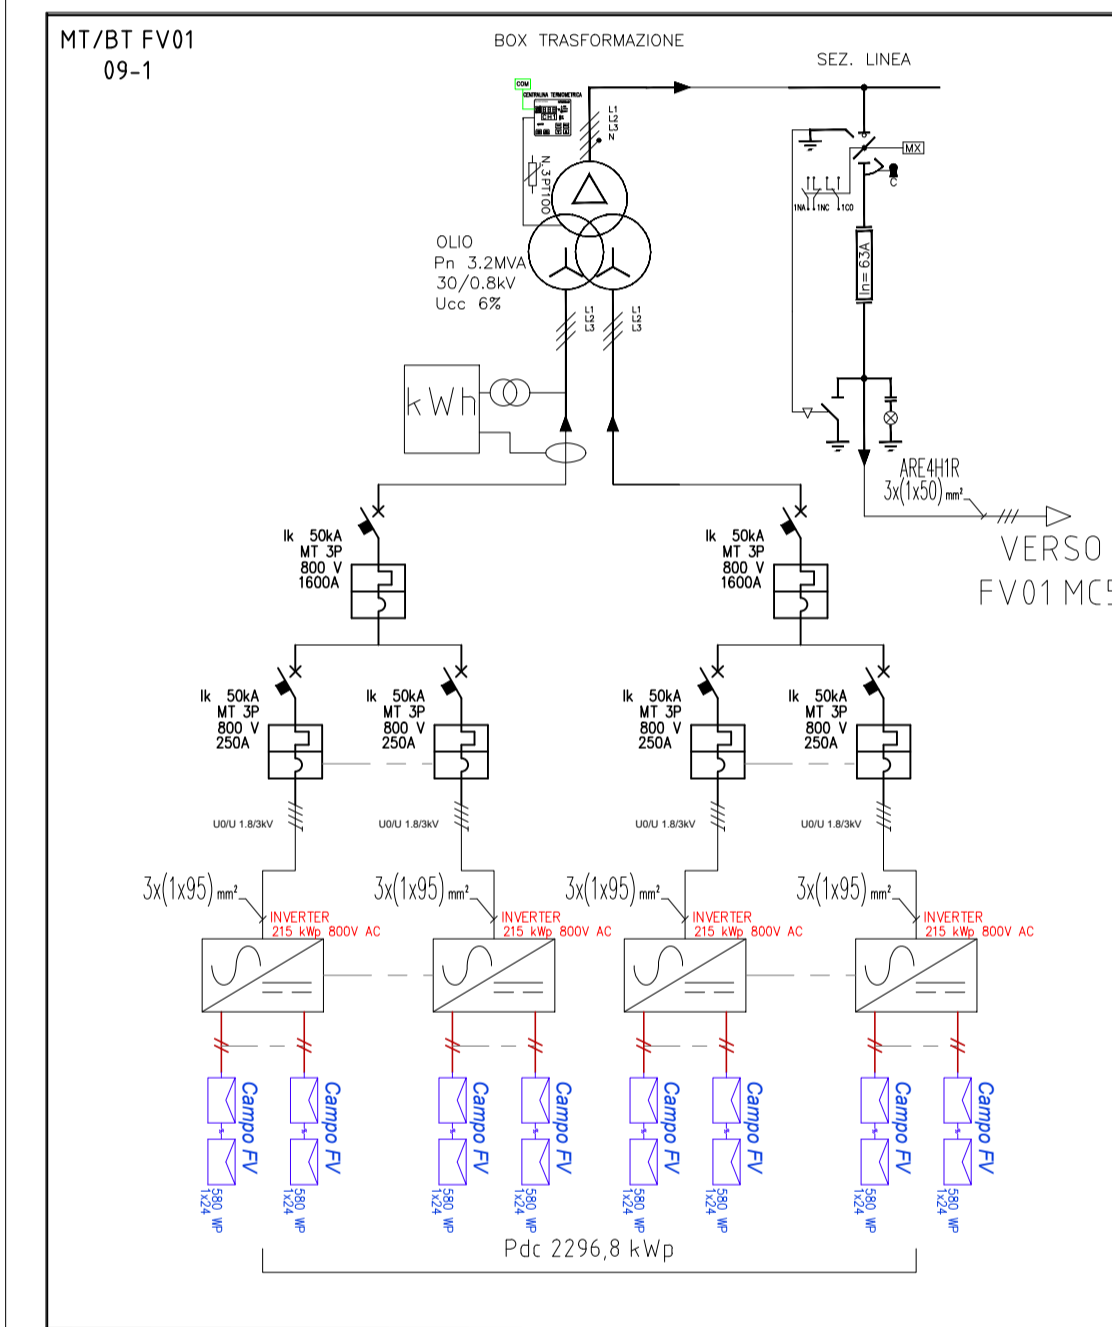 MT/BT FV01
09-1
BOX TRASFORMAZIONE
SEZ. LINEA
COM
CENTRALINA TERMOMETRICA
L1
L2
L3
N
N.3PT100
MX
C
1NA
1NC
1CO
In= 63A
OLIO
Pn 3.2MVA
30/0.8kV
Ucc 6%
L1
L2
L3
L1
L2
L3
kWh
ARE4H1R
3x(1x50) mm²
VERSO
FV01 MC5
Ik 50kA
MT 3P
800 V
1600A
Ik 50kA
MT 3P
800 V
1600A
Ik 50kA
MT 3P
800 V
250A
Ik 50kA
MT 3P
800 V
250A
Ik 50kA
MT 3P
800 V
250A
Ik 50kA
MT 3P
800 V
250A
U0/U 1.8/3kV
U0/U 1.8/3kV
U0/U 1.8/3kV
U0/U 1.8/3kV
3x(1x95) mm²
3x(1x95) mm²
3x(1x95) mm²
3x(1x95) mm²
INVERTER
215 kWp 800V AC
INVERTER
215 kWp 800V AC
INVERTER
215 kWp 800V AC
INVERTER
215 kWp 800V AC
Campo FV
Campo FV
Campo FV
Campo FV
Campo FV
Campo FV
Campo FV
Campo FV
580 WP
1x24
580 WP
1x24
580 WP
1x24
580 WP
1x24
580 WP
1x24
580 WP
1x24
580 WP
1x24
580 WP
1x24
Pdc 2296,8 kWp